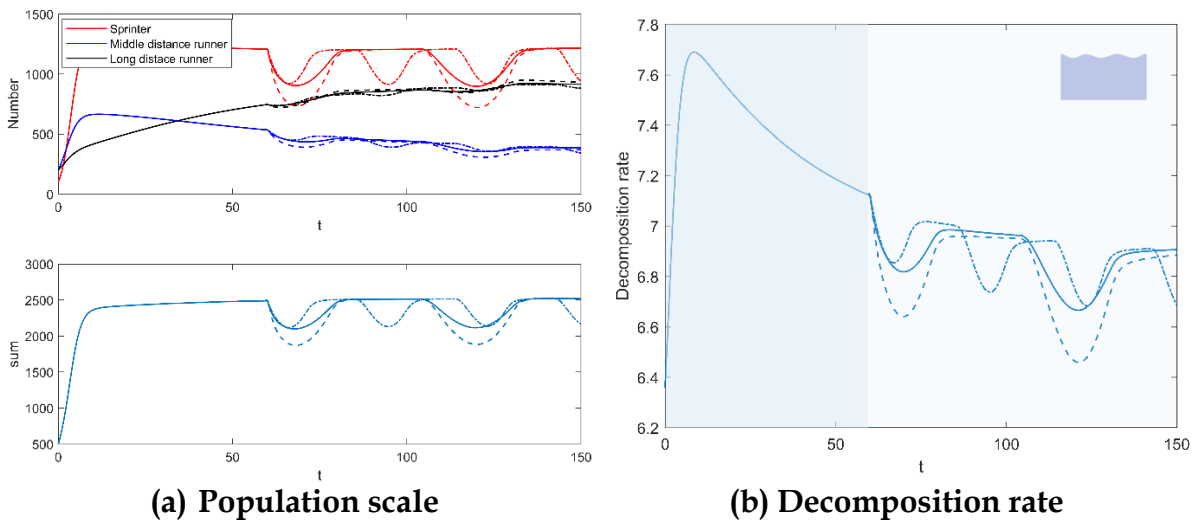 1500
1000
500
0
Number
Sprinter
Middle distance runner
Long distace runner
0
50
100
150
t
3000
2500
2000
1500
1000
500
sum
0
50
100
150
t
(a) Population scale
7.8
7.6
7.4
7.2
7
6.8
6.6
6.4
6.2
Decomposition rate
0
50
100
150
t
(b) Decomposition rate